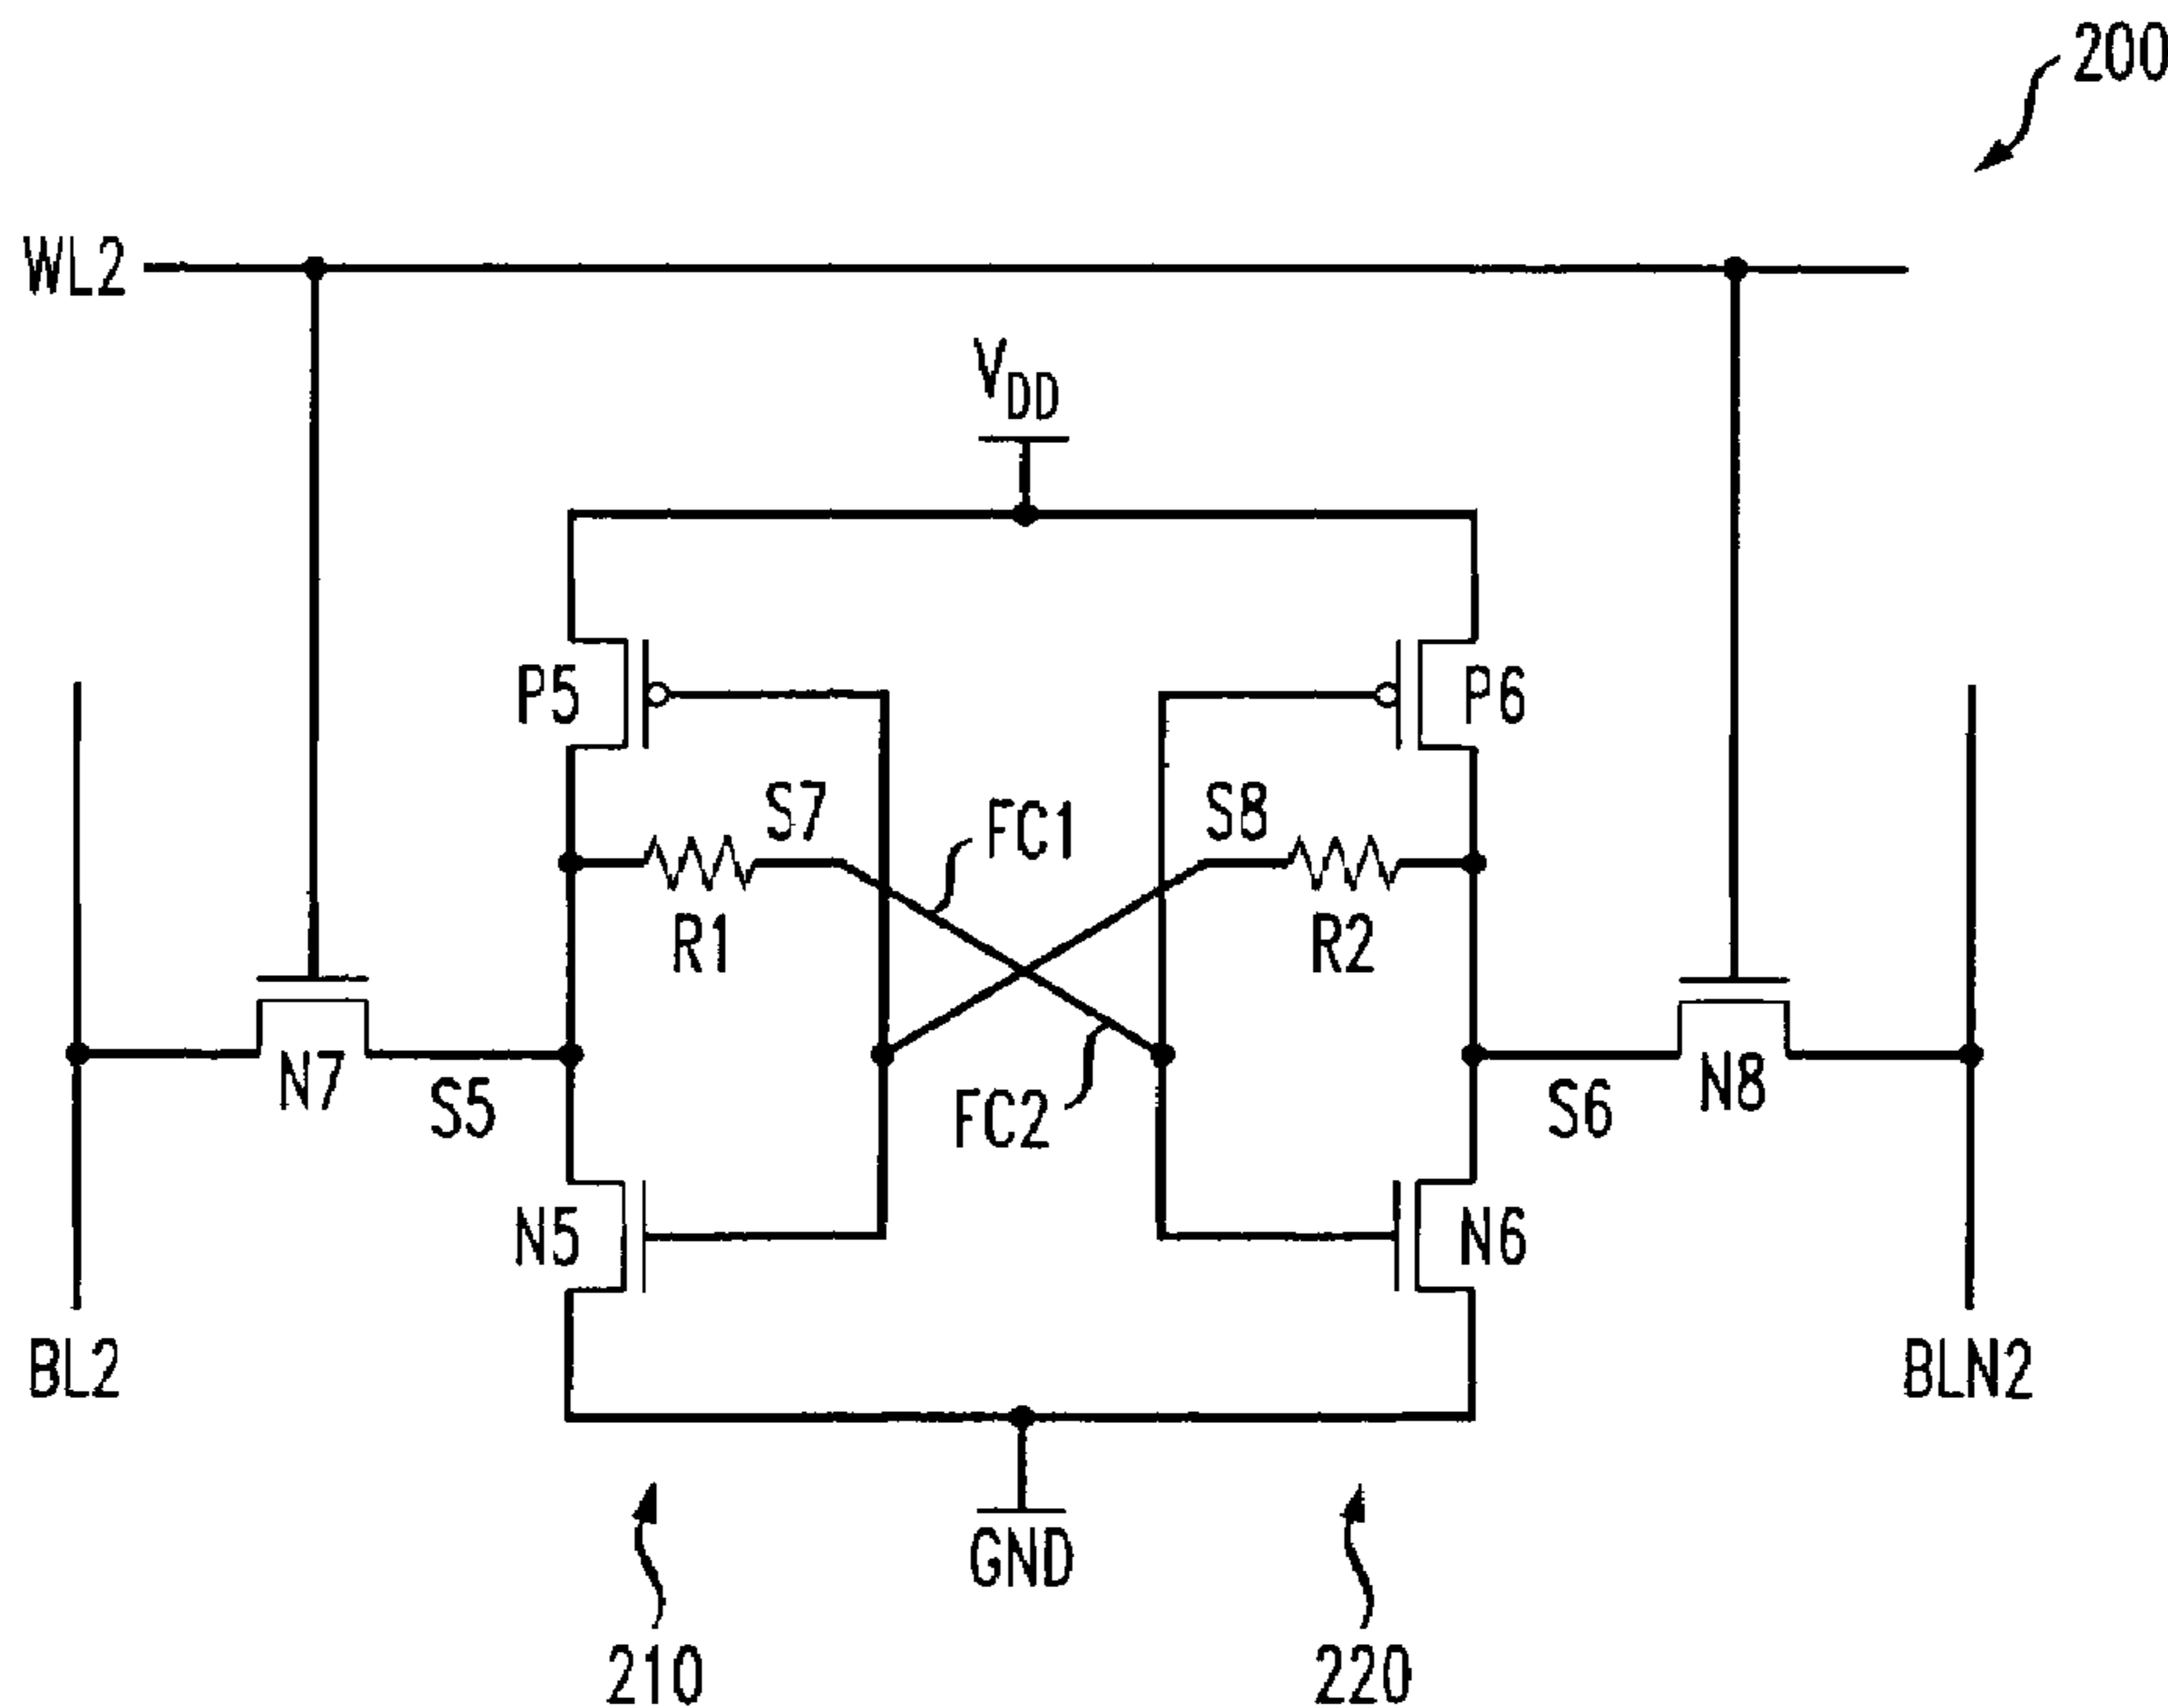 200
WL2
VDD
P5
P6
S7
FC1
S8
R1
R2
N7
S5
FC2
S6
N8
N5
N6
BL2
BLN2
GND
210
220